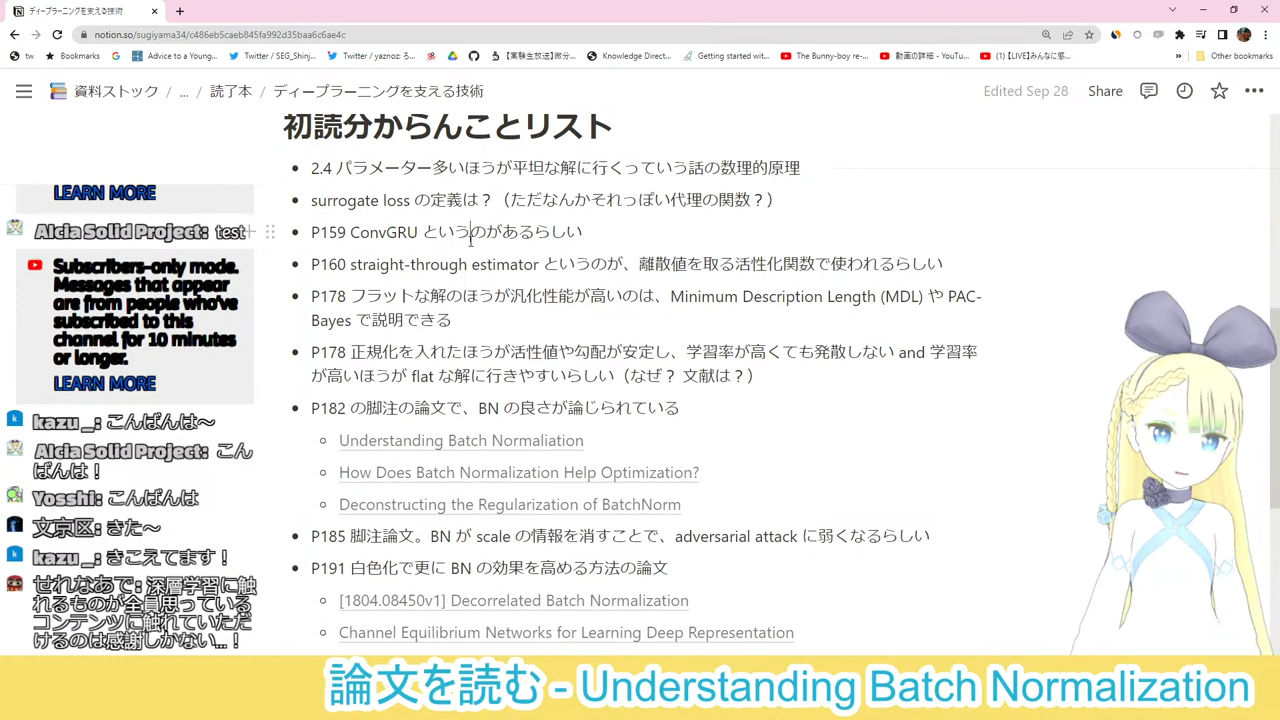 ディープラーニングを支える技術
notion.so/sugiyama34/c486eb5caeb845fa992d35baa6c6ae4c
tw
Bookmarks
Advice to a Young...
Twitter / SEG_Shinj...
Twitter / yaznoz ろ...
【実験生放送】微分...
Knowledge Direct...
Getting started wit...
The Bunny-boy re-...
動画の詳細 - YouTu...
(1) 【LIVE】みんなに感...
Other bookmarks
資料ストック / ... / 読了本 / ディープラーニングを支える技術
Edited Sep 28
Share
初読分からんことリスト
2.4 パラメーター多いほうが平坦な解に行くっていう話の数理的原理
surrogate loss の定義は？（ただなんかそれっぽい代理の関数？）
P159 ConvGRU というのがあるらしい
P160 straight-through estimator というのが、離散値を取る活性化関数で使われるらしい
P178 フラットな解のほうが汎化性能が高いのは、Minimum Description Length (MDL) や PAC-
Bayes で説明できる
P178 正規化を入れたほうが活性値や勾配が安定し、学習率が高くても発散しない and 学習率
が高いほうが flat な解に行きやすいらしい（なぜ？ 文献は？）
P182 の脚注の論文で、BN の良さが論じられている
Understanding Batch Normaliation
How Does Batch Normalization Help Optimization?
Deconstructing the Regularization of BatchNorm
P185 脚注論文。BN が scale の情報を消すことで、adversarial attack に弱くなるらしい
P191 白色化で更に BN の効果を高める方法の論文
[1804.08450v1] Decorrelated Batch Normalization
Channel Equilibrium Networks for Learning Deep Representation
LEARN MORE
Alcia Solid Project: test
Subscribers-only mode.
Messages that appear
are from people who've
subscribed to this
channel for 10 minutes
or longer.
LEARN MORE
kazu _: こんばんは～
Alcia Solid Project: こん
ばんは！
Yosshi: こんばんは
文京区: きた～
kazu _: きこえてます！
せれなあで: 深層学習に触
れるものが全員思っている
コンテンツに触れていただ
けるのは感謝しかない…！
論文を読む - Understanding Batch Normalization